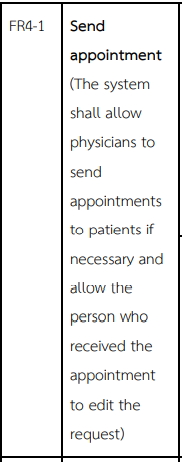 FR4-1 Send
appointment
(The system
shall allow
physicians to
send
appointments
to patients if
necessary and
allow the
person who
received the
appointment
to edit the
request)